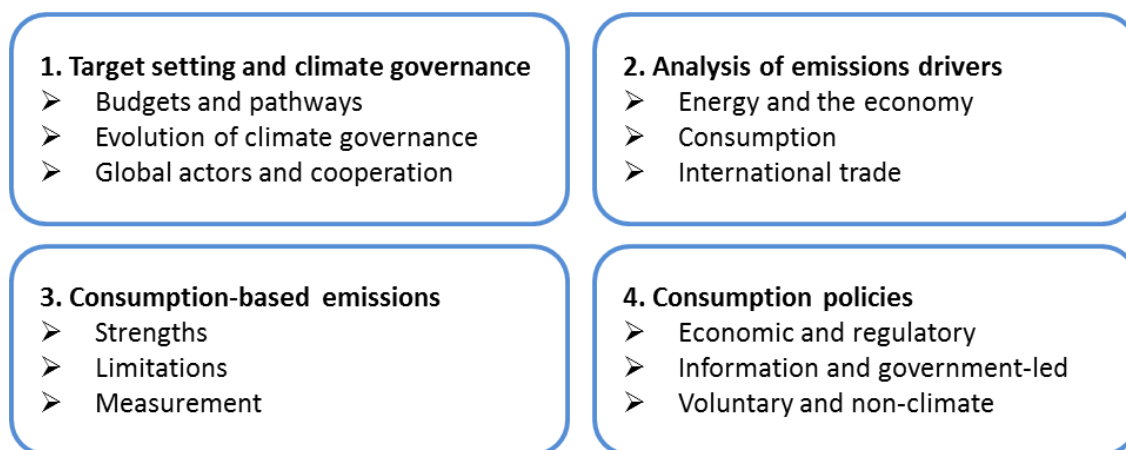 1. Target setting and climate governance
➢ Budgets and pathways
➢ Evolution of climate governance
➢ Global actors and cooperation
2. Analysis of emissions drivers
➢ Energy and the economy
➢ Consumption
➢ International trade
3. Consumption-based emissions
➢ Strengths
➢ Limitations
➢ Measurement
4. Consumption policies
➢ Economic and regulatory
➢ Information and government-led
➢ Voluntary and non-climate